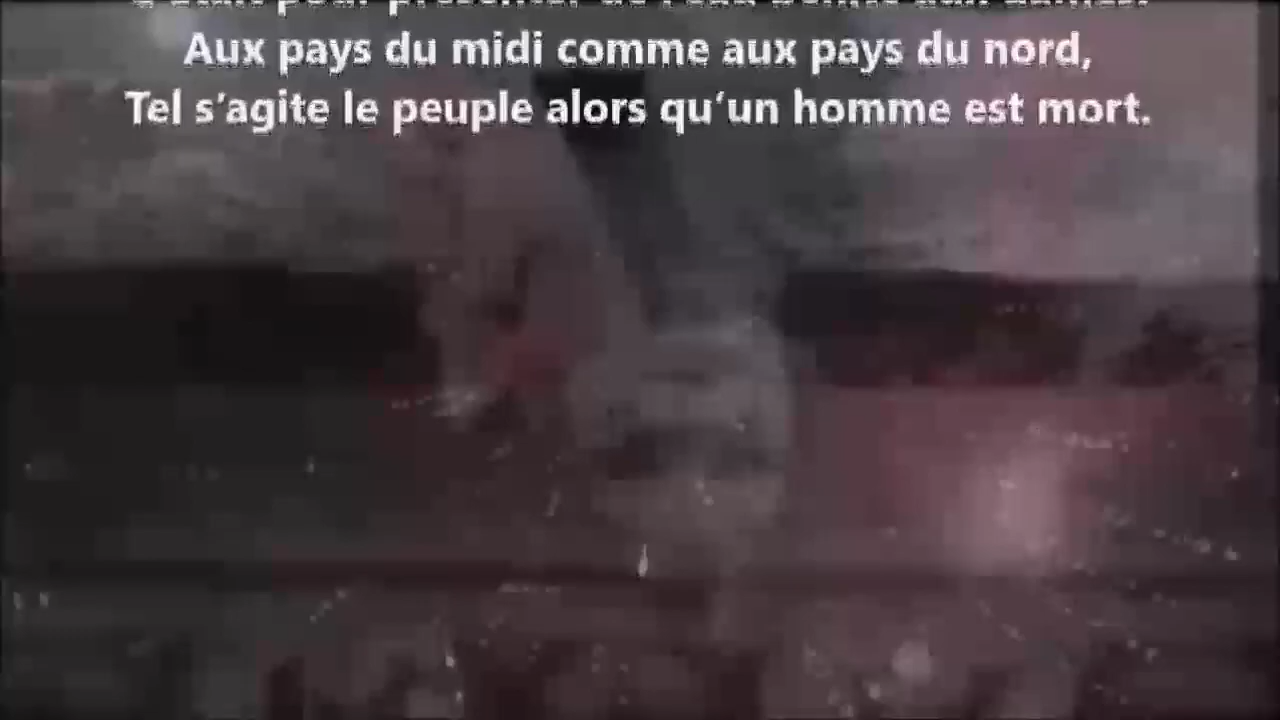 Aux pays du midi comme aux pays du nord,
Tel s’agite le peuple alors qu‘un homme est mort.